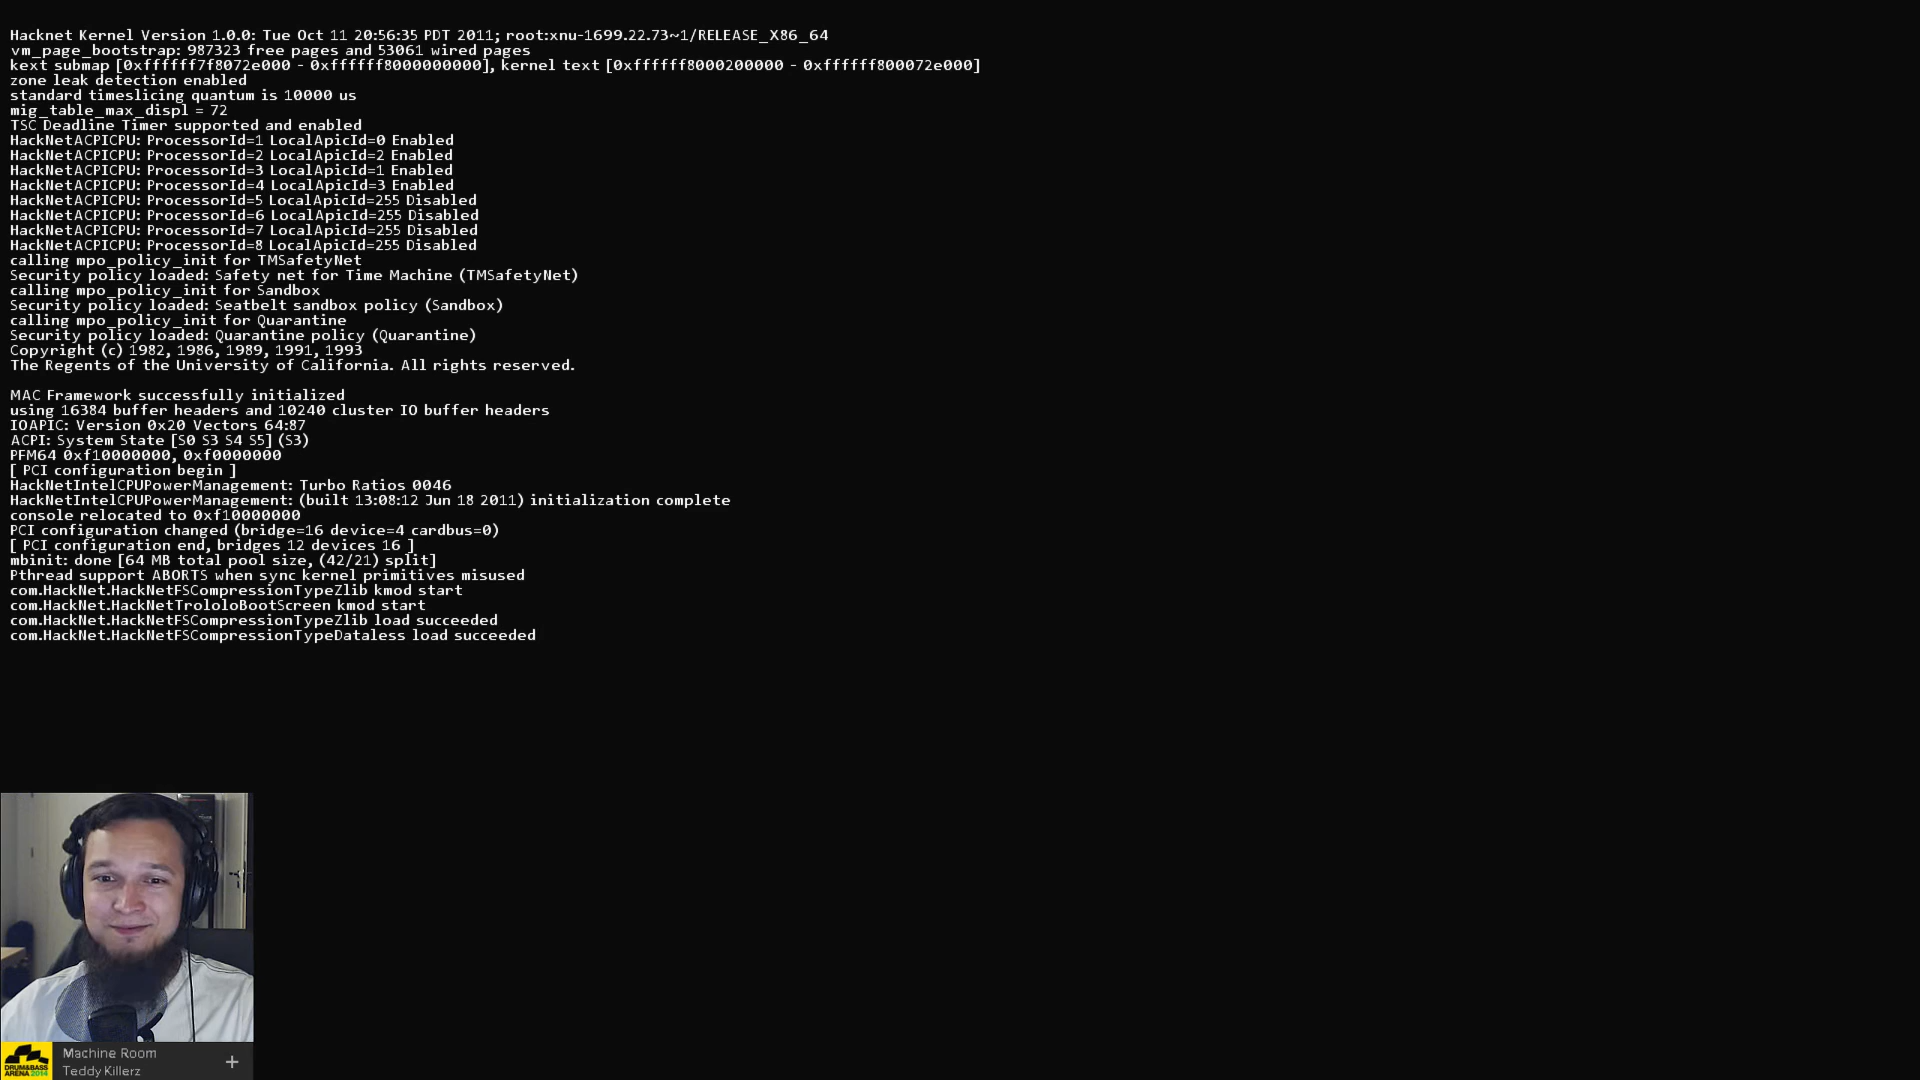 Hacknet Kernel Version 1.0.0: Tue Oct 11 20:56:35 PDT 2011; root:xnu-1699.22.73~1/RELEASE_X86_64
vm_page_bootstrap: 987323 free pages and 53061 wired pages
kext submap [0xffffff7f8072e000 - 0xffffff8000000000], kernel text [0xffffff8000200000 - 0xffffff800072e000]
zone leak detection enabled
standard timeslicing quantum is 10000 us
mig_table_max_displ = 72
TSC Deadline Timer supported and enabled
HackNetACPICPU: ProcessorId=1 LocalApicId=0 Enabled
HackNetACPICPU: ProcessorId=2 LocalApicId=2 Enabled
HackNetACPICPU: ProcessorId=3 LocalApicId=1 Enabled
HackNetACPICPU: ProcessorId=4 LocalApicId=3 Enabled
HackNetACPICPU: ProcessorId=5 LocalApicId=255 Disabled
HackNetACPICPU: ProcessorId=6 LocalApicId=255 Disabled
HackNetACPICPU: ProcessorId=7 LocalApicId=255 Disabled
HackNetACPICPU: ProcessorId=8 LocalApicId=255 Disabled
calling mpo_policy_init for TMSafetyNet
Security policy loaded: Safety net for Time Machine (TMSafetyNet)
calling mpo_policy_init for Sandbox
Security policy loaded: Seatbelt sandbox policy (Sandbox)
calling mpo_policy_init for Quarantine
Security policy loaded: Quarantine policy (Quarantine)
Copyright (c) 1982, 1986, 1989, 1991, 1993
The Regents of the University of California. All rights reserved.
MAC Framework successfully initialized
using 16384 buffer headers and 10240 cluster IO buffer headers
IOAPIC: Version 0x20 Vectors 64:87
ACPI: System State [S0 S3 S4 S5] (S3)
PFM64 0xf10000000, 0xf0000000
[ PCI configuration begin ]
HackNetIntelCPUPowerManagement: Turbo Ratios 0046
HackNetIntelCPUPowerManagement: (built 13:08:12 Jun 18 2011) initialization complete
console relocated to 0xf10000000
PCI configuration changed (bridge=16 device=4 cardbus=0)
[ PCI configuration end, bridges 12 devices 16 ]
mbinit: done [64 MB total pool size, (42/21) split]
Pthread support ABORTS when sync kernel primitives misused
com.HackNet.HackNetFSCompressionTypeZlib kmod start
com.HackNet.HackNetTrololoBootScreen kmod start
com.HackNet.HackNetFSCompressionTypeZlib load succeeded
com.HackNet.HackNetFSCompressionTypeDataless load succeeded
DRUM&BASS
ARENA 2014
Machine Room
Teddy Killerz